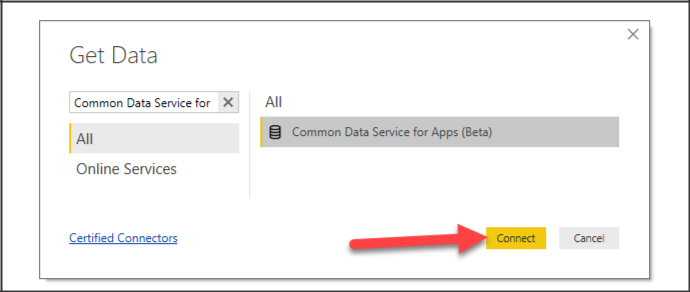 Get Data
Common Data Service for
All
Online Services
All
Common Data Service for Apps (Beta)
Certified Connectors
Connect
Cancel